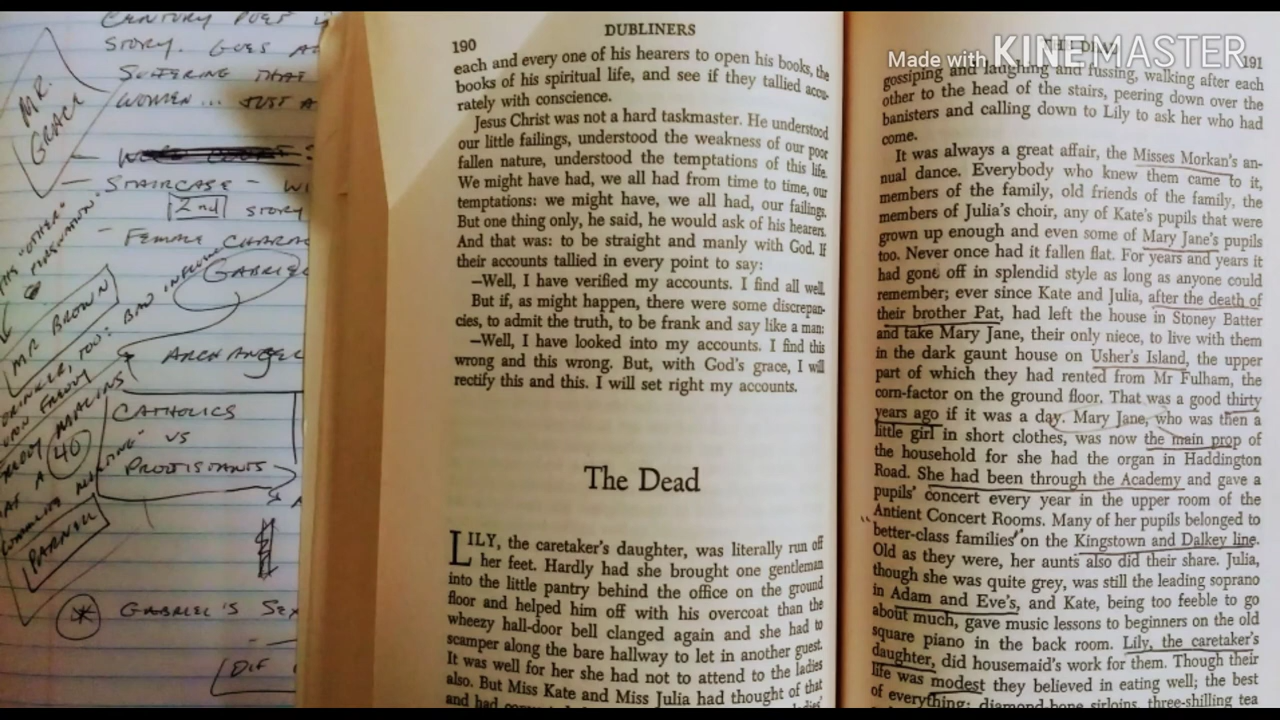 CENTURY POET
STORY. GOES
SUFFERING THAT
WOMEN... JUST A
MR.
GRACE
- STAIRCASE -
2nd STORY
"OTHER"
- FEMALE CHARAC
GABRIEL
MR BROWN
DRINKER, TOO: BAD INFLUENCE
UPON FREDDY
ARCHANGEL
FREDDY MALINS
CATHOLICS
VS
PROTISTANTS
40
PARNELL
* GABRIEL'S SEX
DUBLINERS
190
each and every one of his hearers to open his books, the
books of his spiritual life, and see if they tallied accu-
rately with conscience.
Jesus Christ was not a hard taskmaster. He understood
our little failings, understood the weakness of our poor
fallen nature, understood the temptations of this life.
We might have had, we all had from time to time, our
temptations: we might have, we all had, our failings.
But one thing only, he said, he would ask of his hearers.
And that was: to be straight and manly with God. If
their accounts tallied in every point to say:
—Well, I have verified my accounts. I find all well.
But if, as might happen, there were some discrepan-
cies, to admit the truth, to be frank and say like a man:
—Well, I have looked into my accounts. I find this
wrong and this wrong. But, with God's grace, I will
rectify this and this. I will set right my accounts.
The Dead
LILY, the caretaker's daughter, was literally run off
her feet. Hardly had she brought one gentleman
into the little pantry behind the office on the ground
floor and helped him off with his overcoat than the
wheezy hall-door bell clanged again and she had to
scamper along the bare hallway to let in another guest.
It was well for her she had not to attend to the ladies
also. But Miss Kate and Miss Julia had thought of that
and had
Made with KINEMASTER
191
gossiping and laughing and fussing, walking after each
other to the head of the stairs, peering down over the
banisters and calling down to Lily to ask her who had
come.
It was always a great affair, the Misses Morkan's an-
nual dance. Everybody who knew them came to it,
members of the family, old friends of the family, the
members of Julia's choir, any of Kate's pupils that were
grown up enough and even some of Mary Jane's pupils
too. Never once had it fallen flat. For years and years it
had gone off in splendid style as long as anyone could
remember; ever since Kate and Julia, after the death of
their brother Pat, had left the house in Stoney Batter
and take Mary Jane, their only niece, to live with them
in the dark gaunt house on Usher's Island, the upper
part of which they had rented from Mr Fulham, the
corn-factor on the ground floor. That was a good thirty
years ago if it was a day. Mary Jane, who was then a
little girl in short clothes, was now the main prop of
the household for she had the organ in Haddington
Road. She had been through the Academy and gave a
pupils' concert every year in the upper room of the
Antient Concert Rooms. Many of her pupils belonged to
better-class families on the Kingstown and Dalkey line.
Old as they were, her aunts also did their share. Julia,
though she was quite grey, was still the leading soprano
in Adam and Eve's, and Kate, being too feeble to go
about much, gave music lessons to beginners on the old
square piano in the back room. Lily, the caretaker's
daughter, did housemaid's work for them. Though their
life was modest they believed in eating well; the best
of everything: diamond-bone sirloins, three-shilling tea